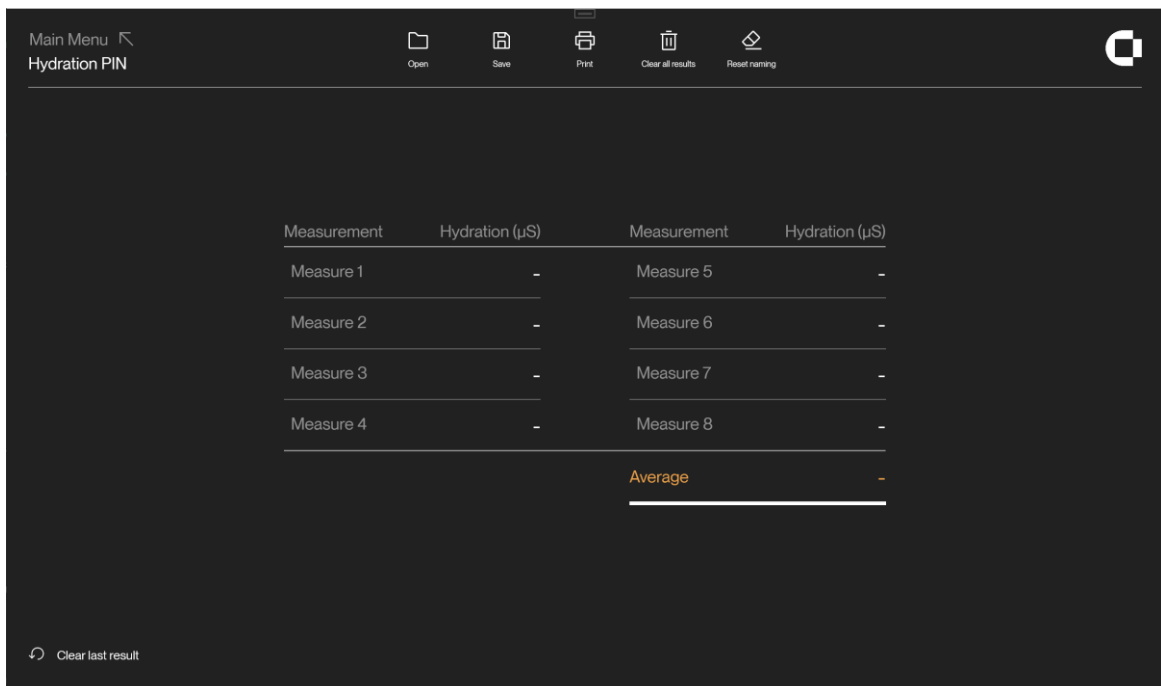 Main Menu
Hydration PIN
Open Save Print Clear all results Reset naming
Measurement Hydration (µS) Measurement Hydration (µS)
Measure 1 - Measure 5 -
Measure 2 - Measure 6 -
Measure 3 - Measure 7 -
Measure 4 - Measure 8 -
Average -
Clear last result